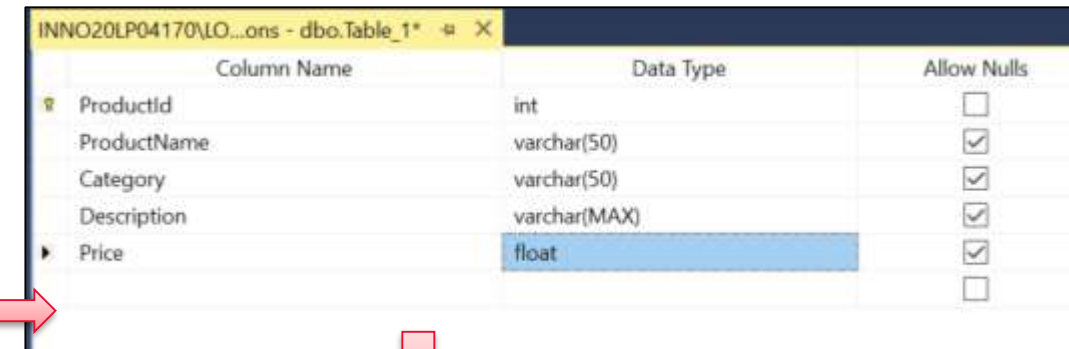 INNO20LP04170\LO...ons - dbo.Table_1*
Column Name Data Type Allow Nulls
ProductId int
ProductName varchar(50)
Category varchar(50)
Description varchar(MAX)
Price float